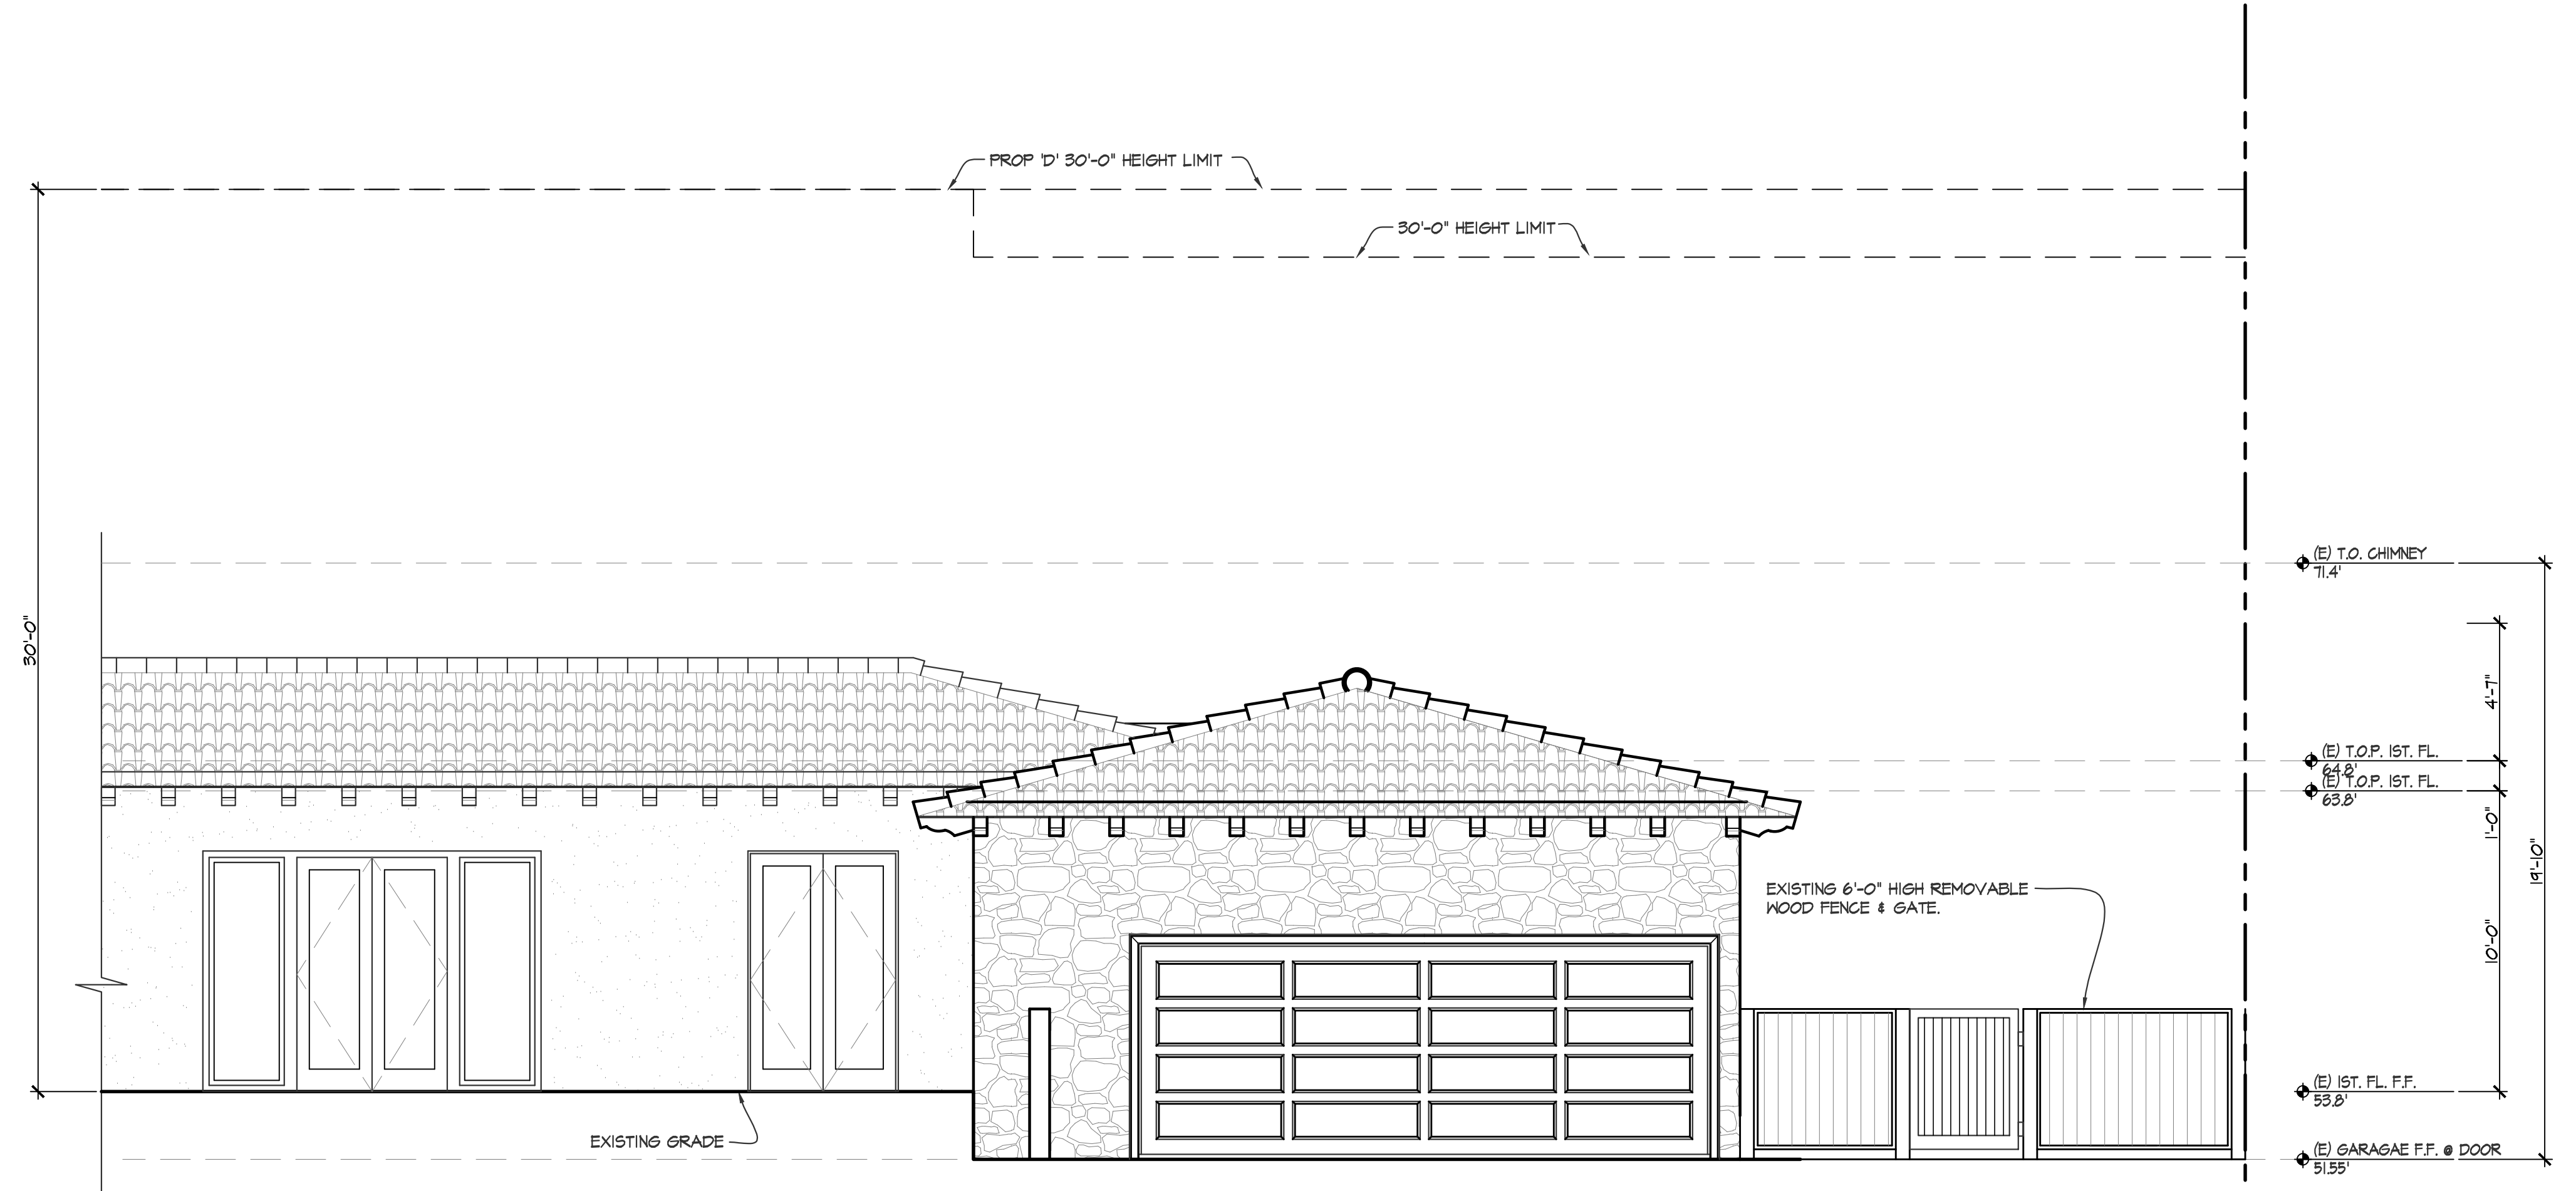 PROP 'D' 30'-0" HEIGHT LIMIT
30'-0" HEIGHT LIMIT
30'-0"
(E) T.O. CHIMNEY
71.4'
4'-7"
(E) T.O.P. 1ST. FL.
64.8'
(E) T.O.P. 1ST. FL.
63.8'
1'-0"
19'-10"
EXISTING 6'-0" HIGH REMOVABLE
WOOD FENCE & GATE.
10'-0"
(E) 1ST. FL. F.F.
53.8'
EXISTING GRADE
(E) GARAGAE F.F. @ DOOR
51.55'